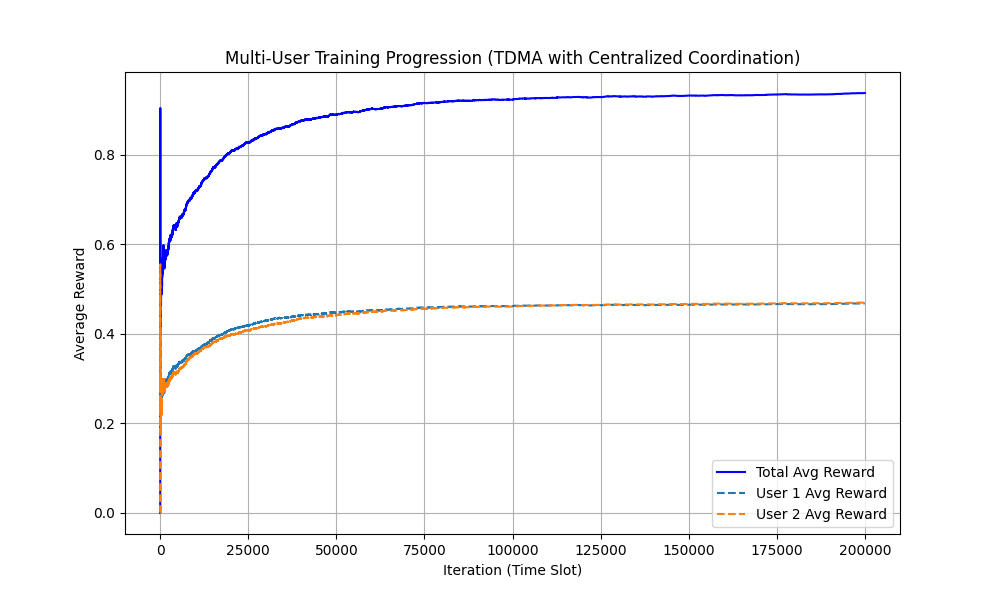 Multi-User Training Progression (TDMA with Centralized Coordination)
Average Reward
0.8
0.6
0.4
0.2
0.0
Total Avg Reward
User 1 Avg Reward
User 2 Avg Reward
0 25000 50000 75000 100000 125000 150000 175000 200000
Iteration (Time Slot)